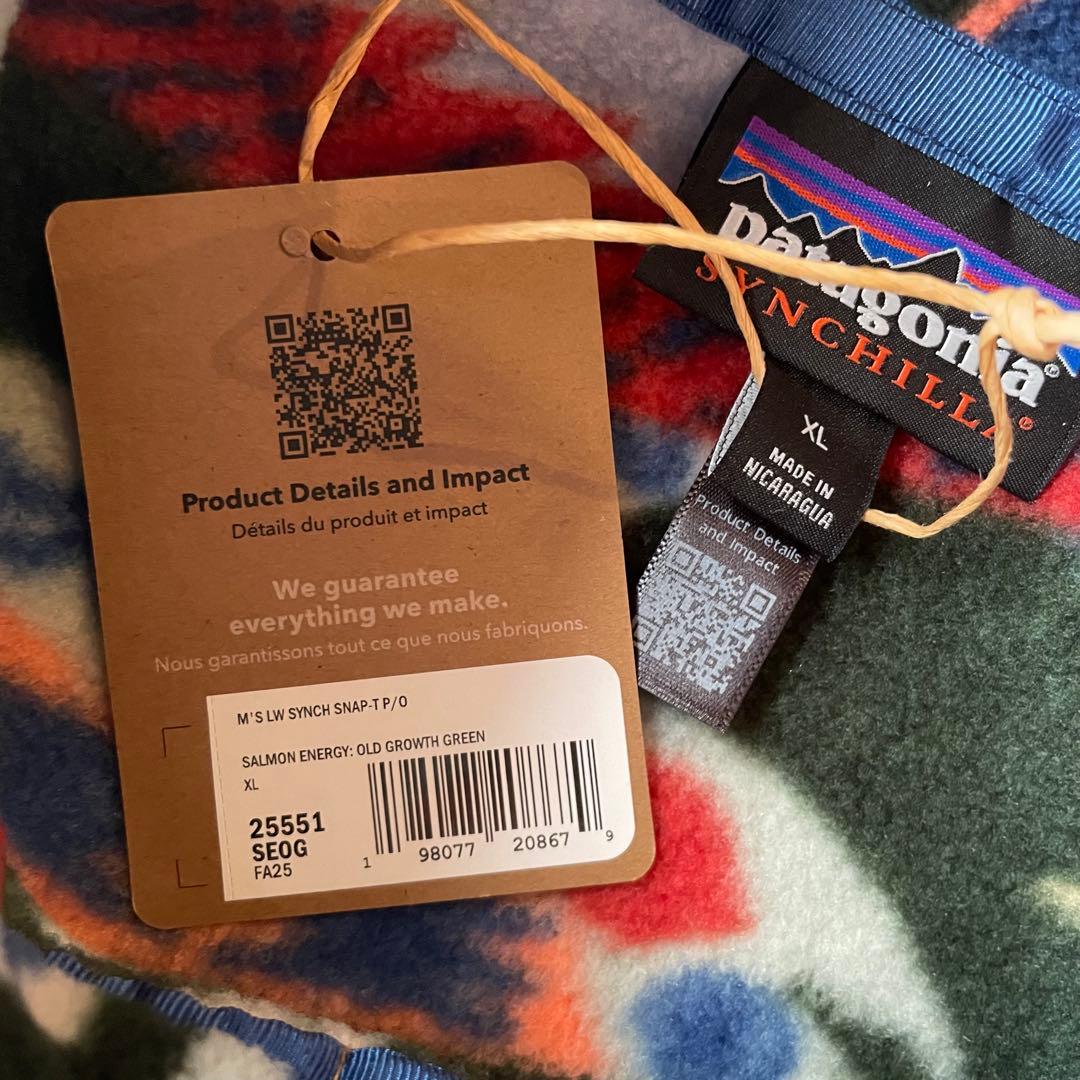 Product Details and Impact
Détails du produit et impact
We guarantee
everything we make.
Nous garantissons tout ce que nous fabriquons.
M'S LW SYNCH SNAP-T P/O
SALMON ENERGY: OLD GROWTH GREEN
XL
25551
SEOG
FA25
1 98077 20867 9
patagonia®
SYNCHILLA®
XL
MADE IN
NICARAGUA
Product Details
and Impact